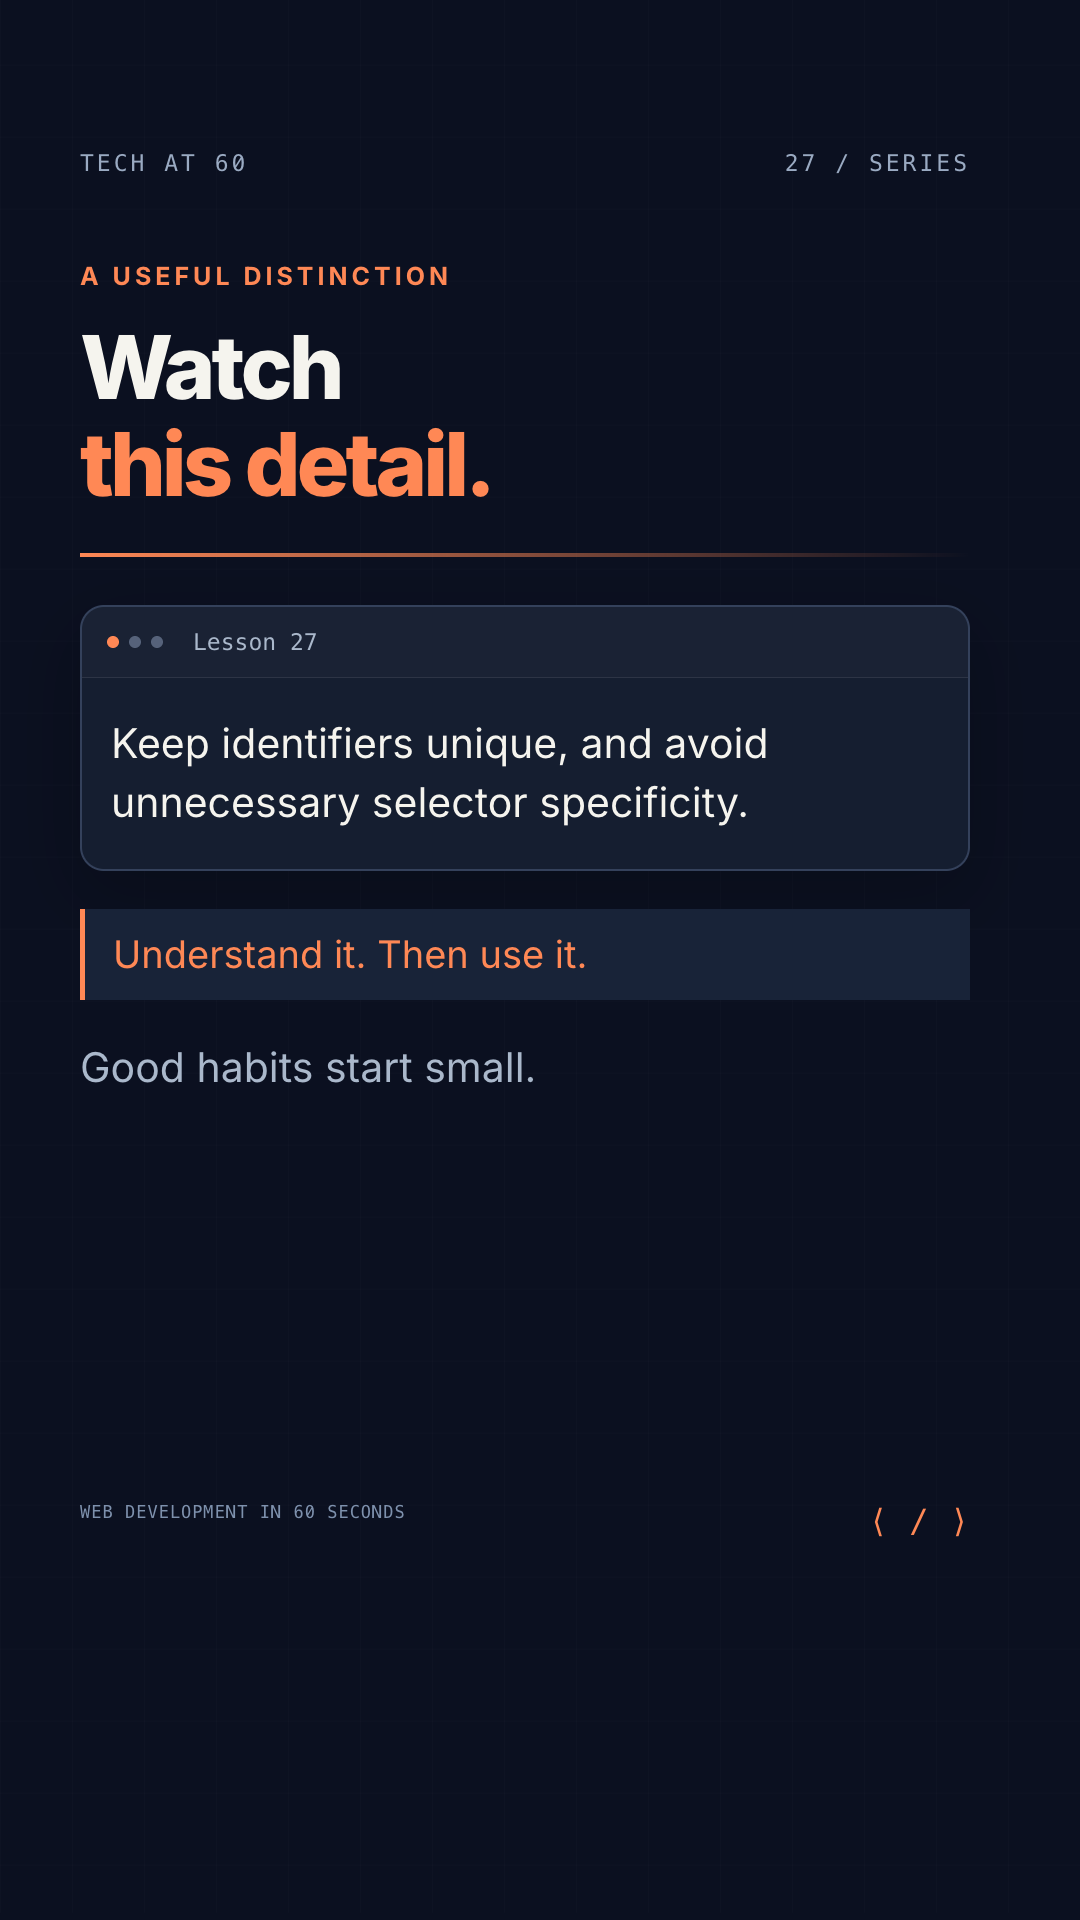 TECH AT 60
27 / SERIES
A USEFUL DISTINCTION
Watch
this detail.
Lesson 27
Keep identifiers unique, and avoid
unnecessary selector specificity.
Understand it. Then use it.
Good habits start small.
WEB DEVELOPMENT IN 60 SECONDS
⟨ / ⟩